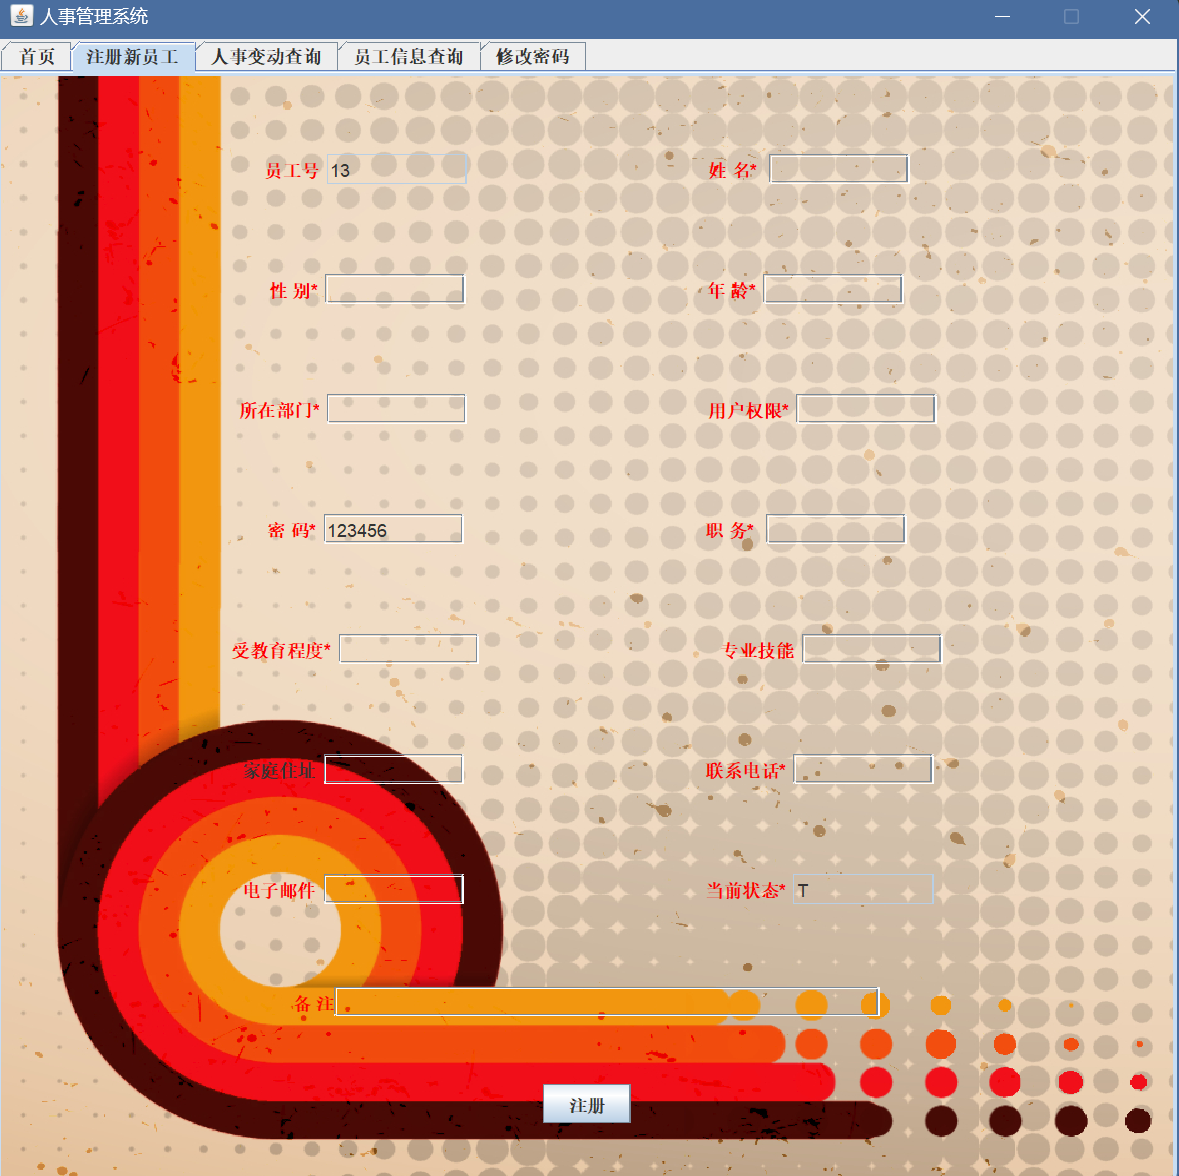 人事管理系统
首页 注册新员工 人事变动查询 员工信息查询 修改密码
员工号 13 姓 名*
性 别* 年 龄*
所在部门* 用户权限*
密 码* 123456 职 务*
受教育程度* 专业技能
家庭住址 联系电话*
电子邮件 当前状态* T
备 注
注册